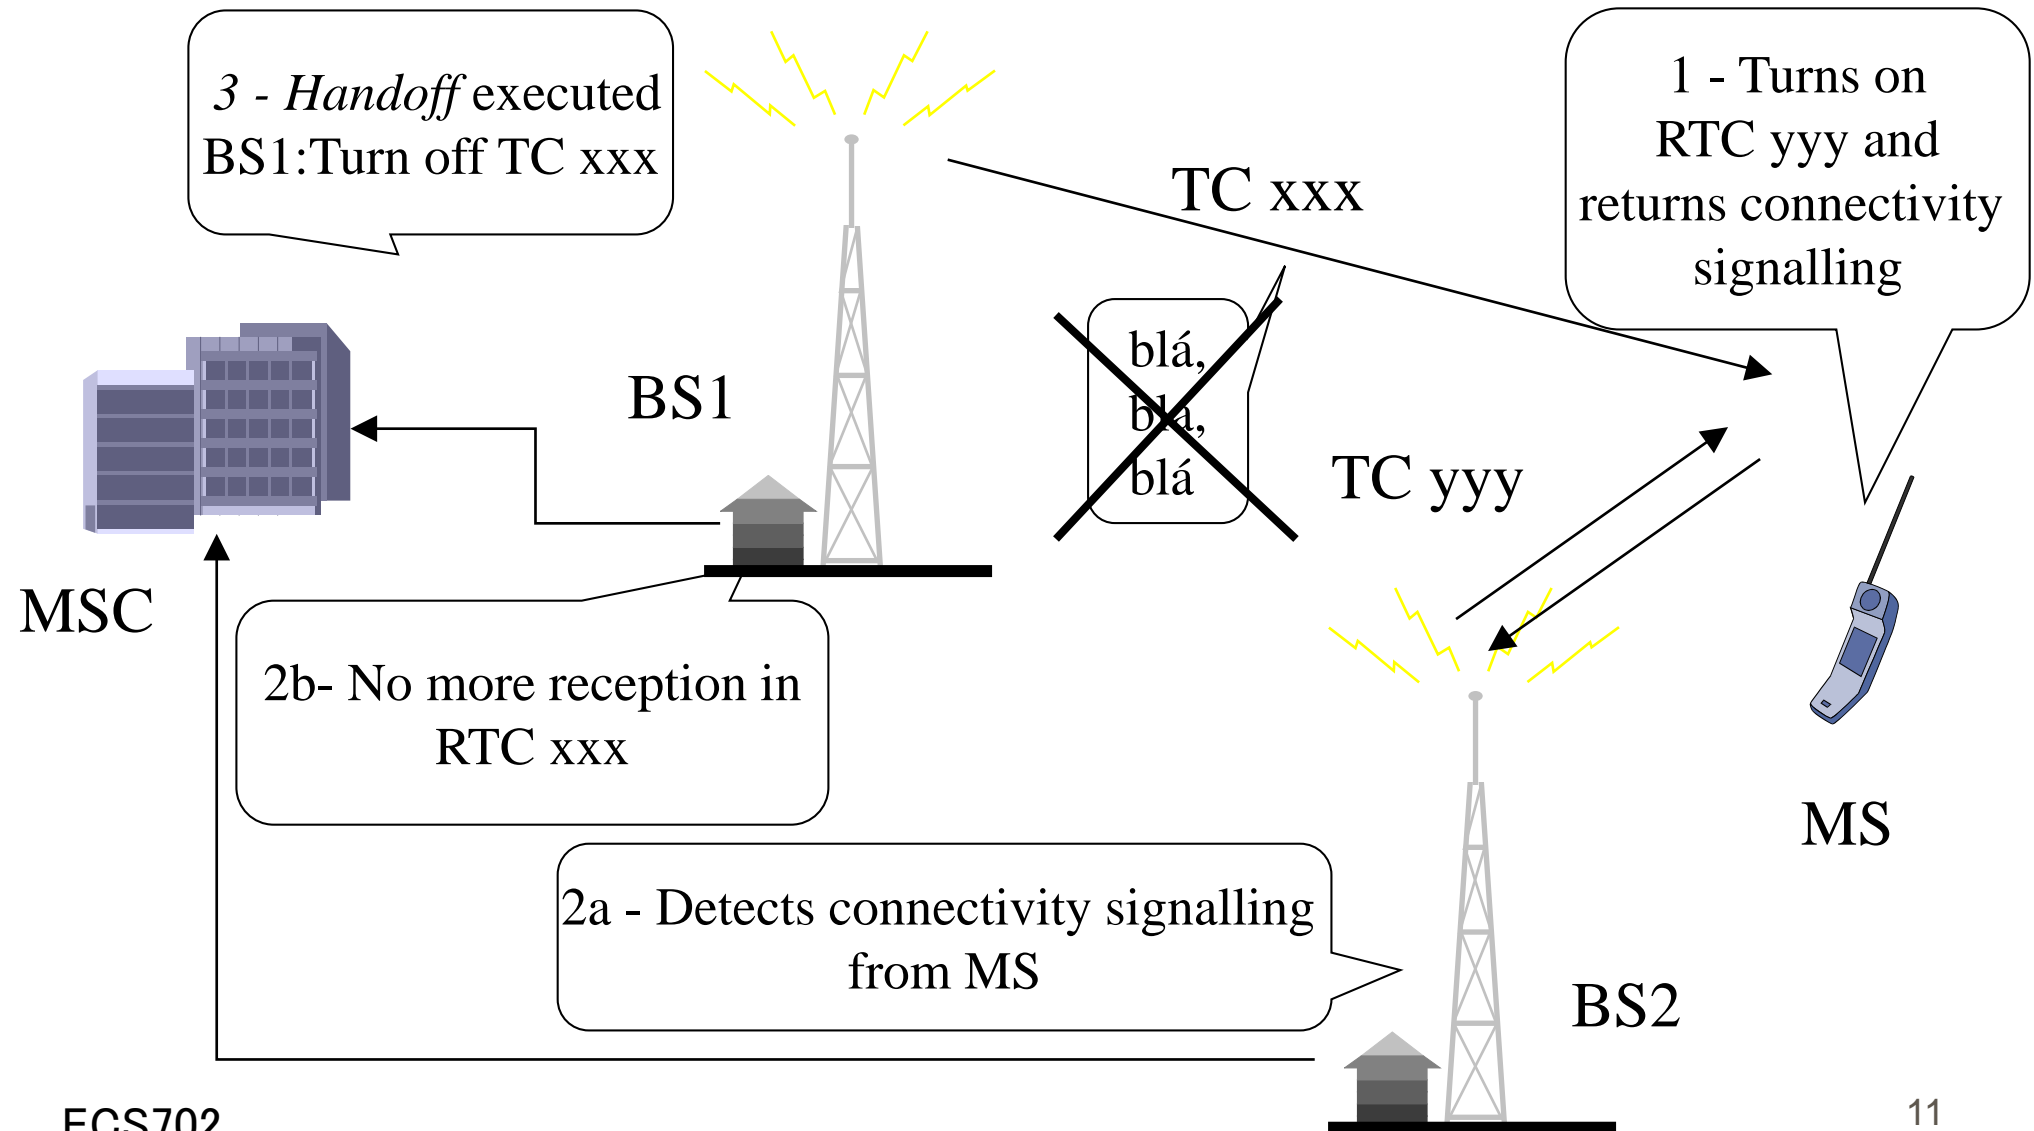 3 - Handoff executed
BS1:Turn off TC xxx
1 - Turns on
RTC yyy and
returns connectivity
signalling
TC xxx
BS1
blá,
blá,
blá
TC yyy
MSC
2b- No more reception in
RTC xxx
MS
2a - Detects connectivity signalling
from MS
BS2
ECS702
11